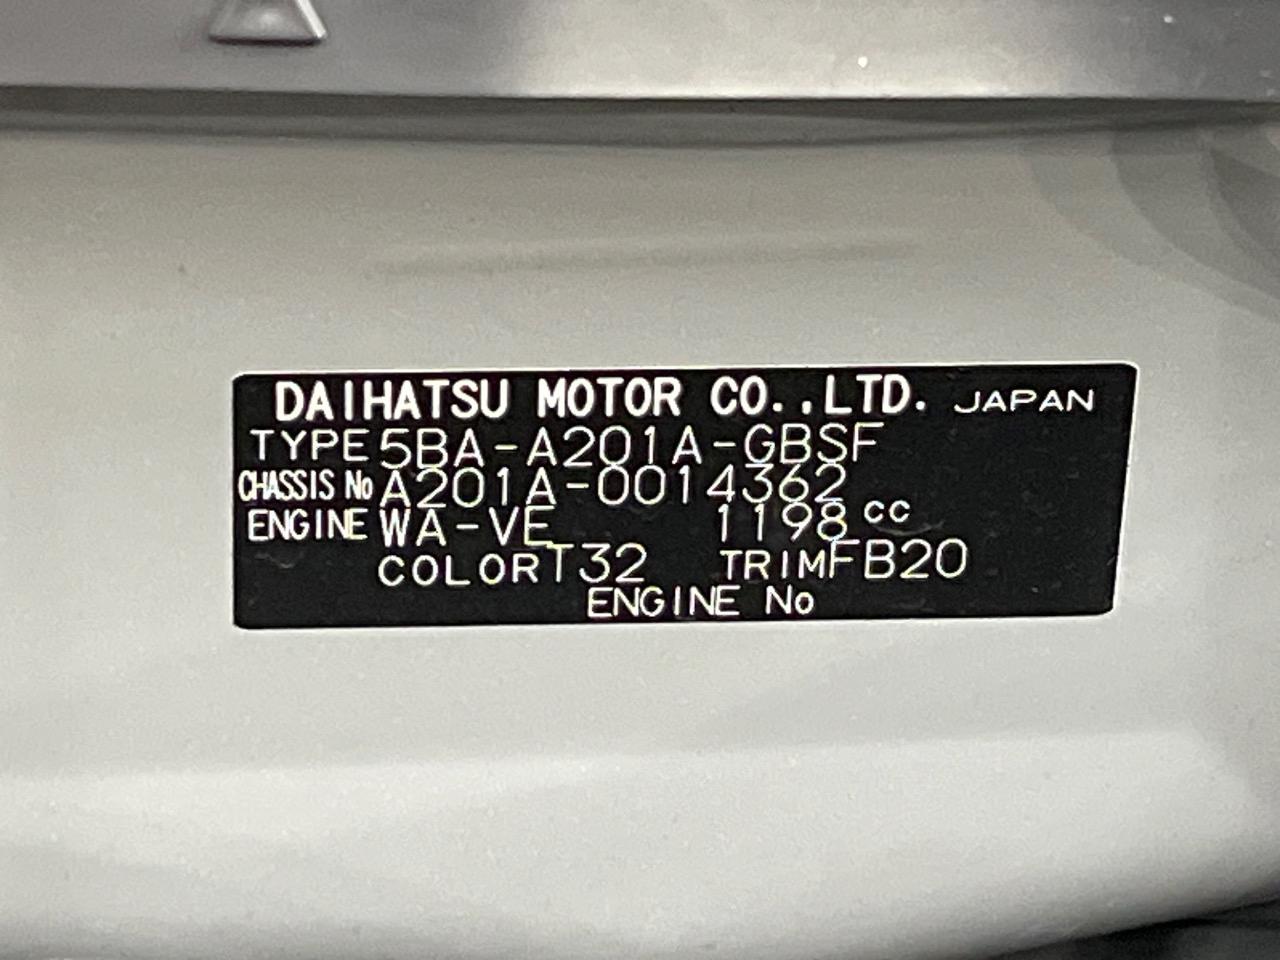 DAIHATSU MOTOR CO.,LTD. JAPAN
TYPE 5BA-A201A-GBSF
CHASSIS No A201A-0014362
ENGINE WA-VE 1198 cc
COLOR T32 TRIM FB20
ENGINE No